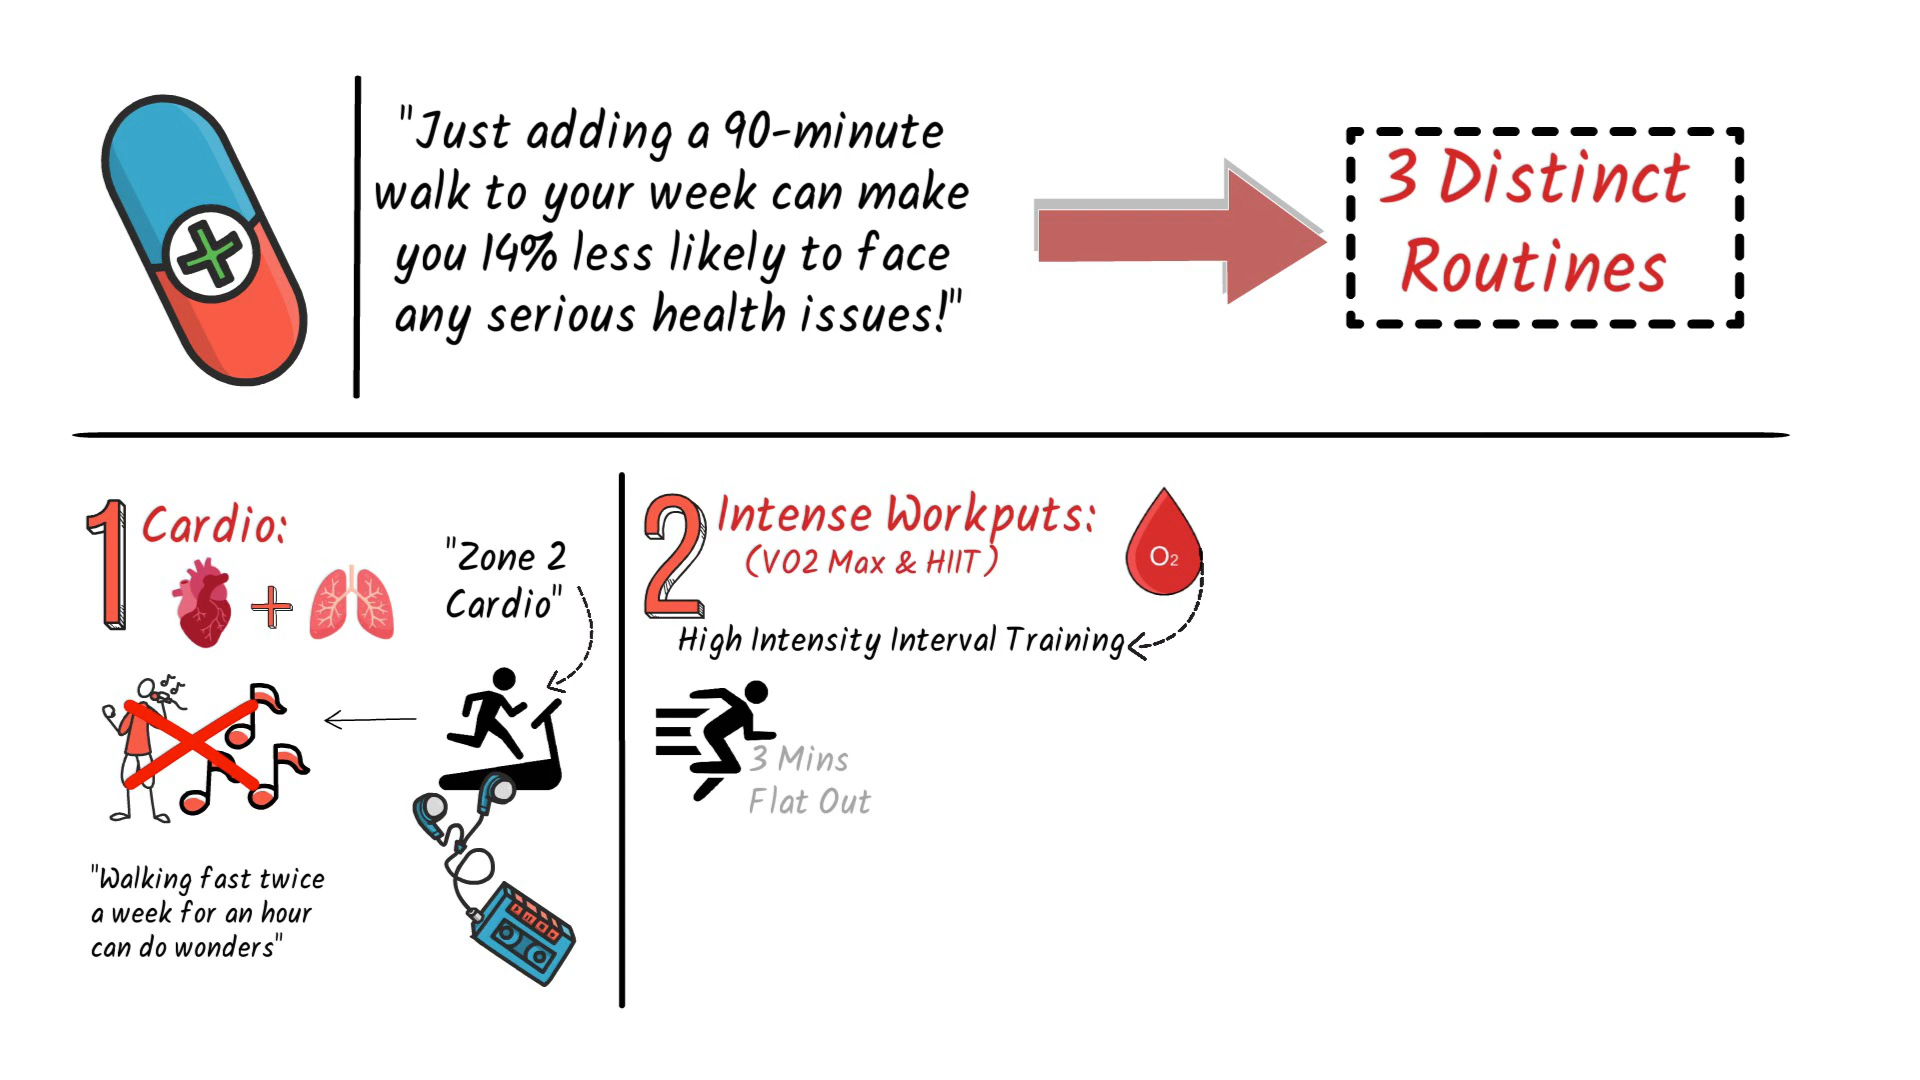 "Just adding a 90-minute
walk to your week can make
you 14% less likely to face
any serious health issues!"
3 Distinct
Routines
1 Cardio:
"Zone 2
Cardio"
"Walking fast twice
a week for an hour
can do wonders"
2 Intense Workputs:
(VO2 Max & HIIT)
O₂
High Intensity Interval Training
3 Mins
Flat Out